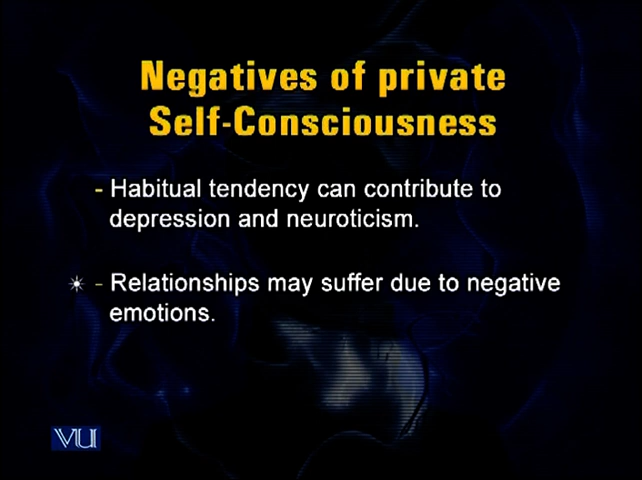 Negatives of private
Self-Consciousness
- Habitual tendency can contribute to
depression and neuroticism.
- Relationships may suffer due to negative
emotions.
VU